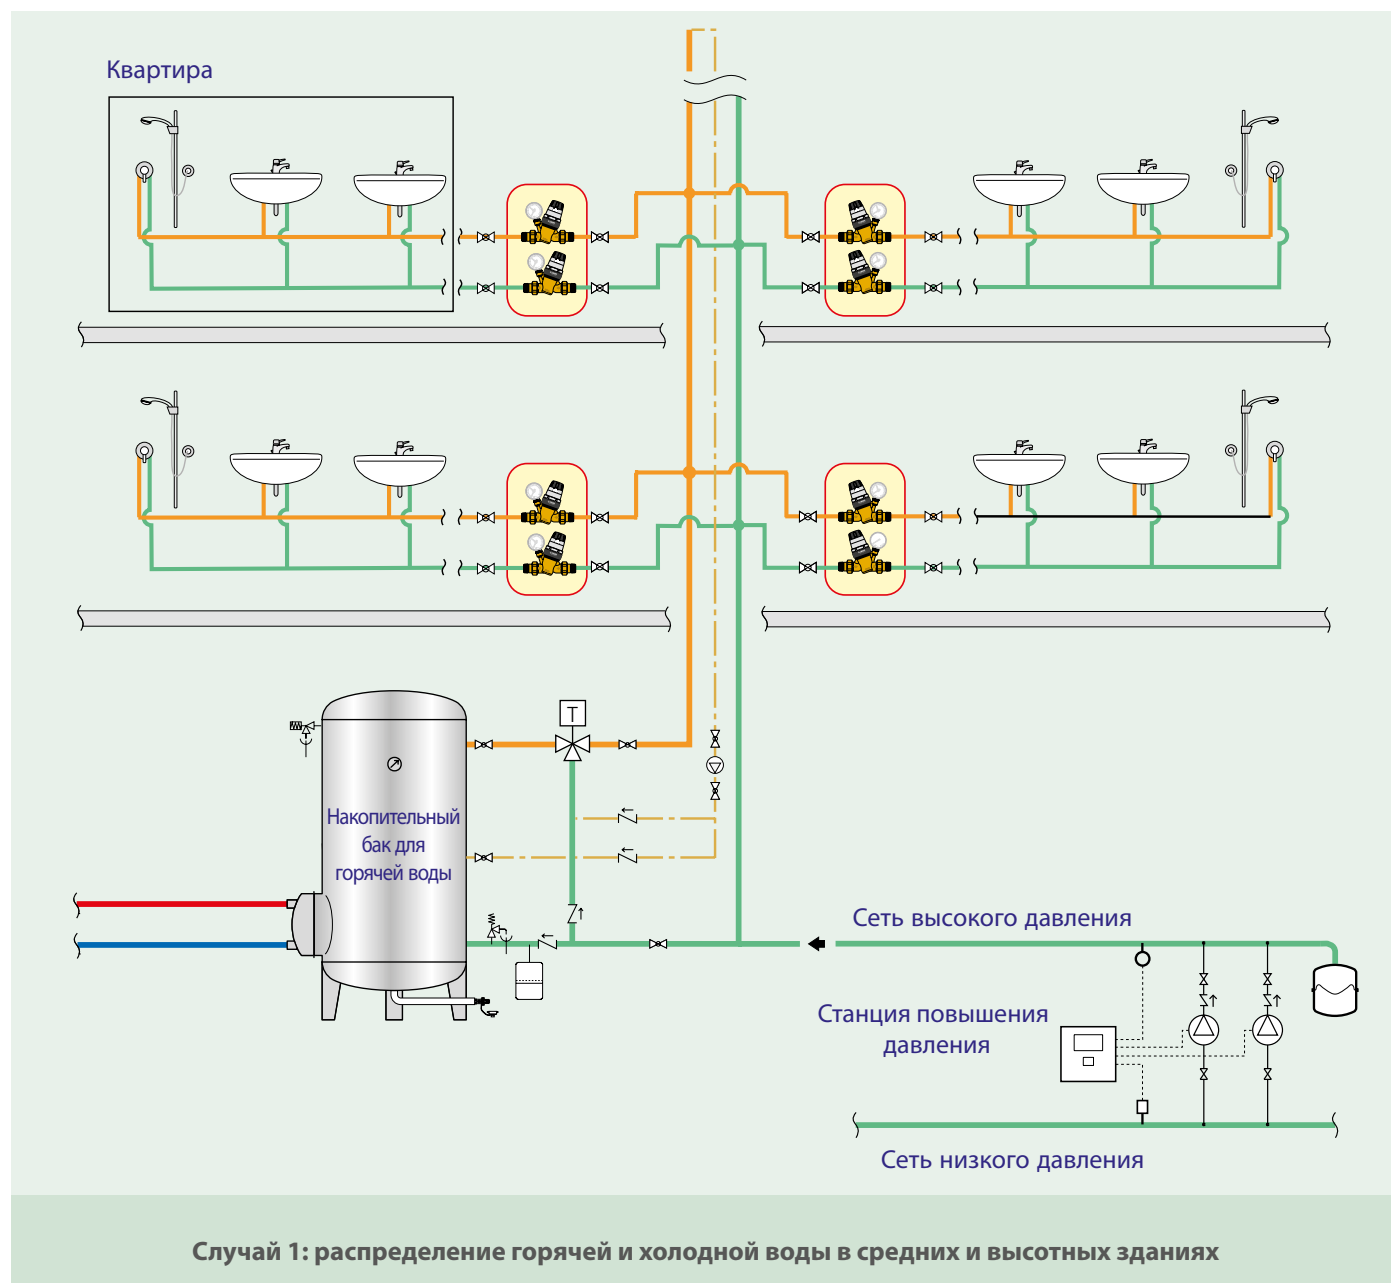 Квартира
T
Накопительный
бак для
горячей воды
Сеть высокого давления
Станция повышения
давления
Сеть низкого давления
Случай 1: распределение горячей и холодной воды в средних и высотных зданиях